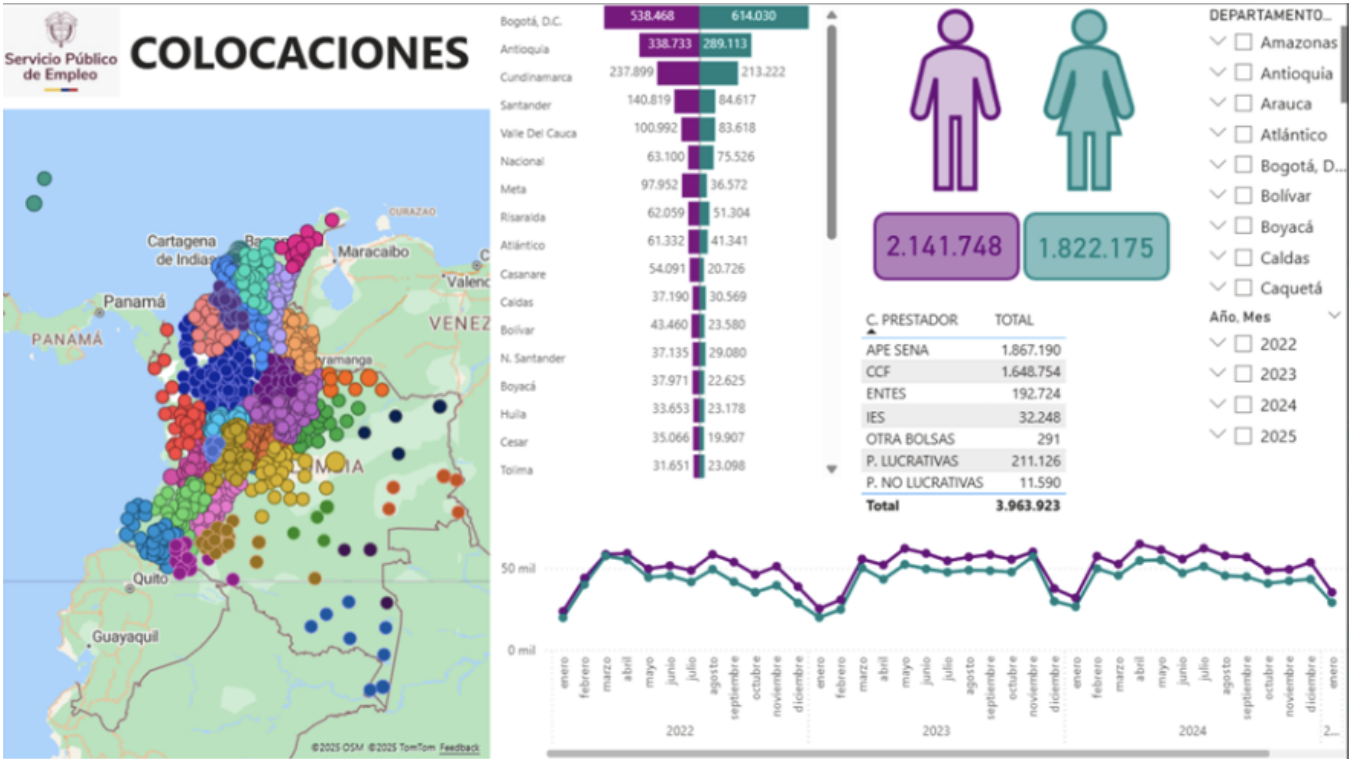 Servicio Público
de Empleo
COLOCACIONES
CURAZAO
Cartagena
de Indias
Maracaibo
Panamá
PANAMÁ
VENEZ
Quito
Guayaquil
©2025 OSM ©2025 TomTom Feedback
Bogotá, D.C. 538.468 614.030
Antioquia 338.733 289.113
Cundinamarca 237.899 213.222
Santander 140.819 84.617
Valle Del Cauca 100.992 83.618
Nacional 63.100 75.526
Meta 97.952 36.572
Risaralda 62.059 51.304
Atlántico 61.332 41.341
Casanare 54.091 20.726
Caldas 37.190 30.569
Bolívar 43.460 23.580
N. Santander 37.135 29.080
Boyacá 37.971 22.625
Huila 33.653 23.178
Cesar 35.066 19.907
Tolima 31.651 23.098
2.141.748 1.822.175
C. PRESTADOR TOTAL
APE SENA 1.867.190
CCF 1.648.754
ENTES 192.724
IES 32.248
OTRA BOLSAS 291
P. LUCRATIVAS 211.126
P. NO LUCRATIVAS 11.590
Total 3.963.923
DEPARTAMENTO...
Amazonas
Antioquia
Arauca
Atlántico
Bogotá, D...
Bolívar
Boyacá
Caldas
Caquetá
Año, Mes
2022
2023
2024
2025
50 mil
0 mil
enero febrero marzo abril mayo junio julio agosto septiembre octubre noviembre diciembre enero febrero marzo abril mayo junio julio agosto septiembre octubre noviembre diciembre enero febrero marzo abril mayo junio julio agosto septiembre octubre noviembre diciembre enero
2022 2023 2024 2...